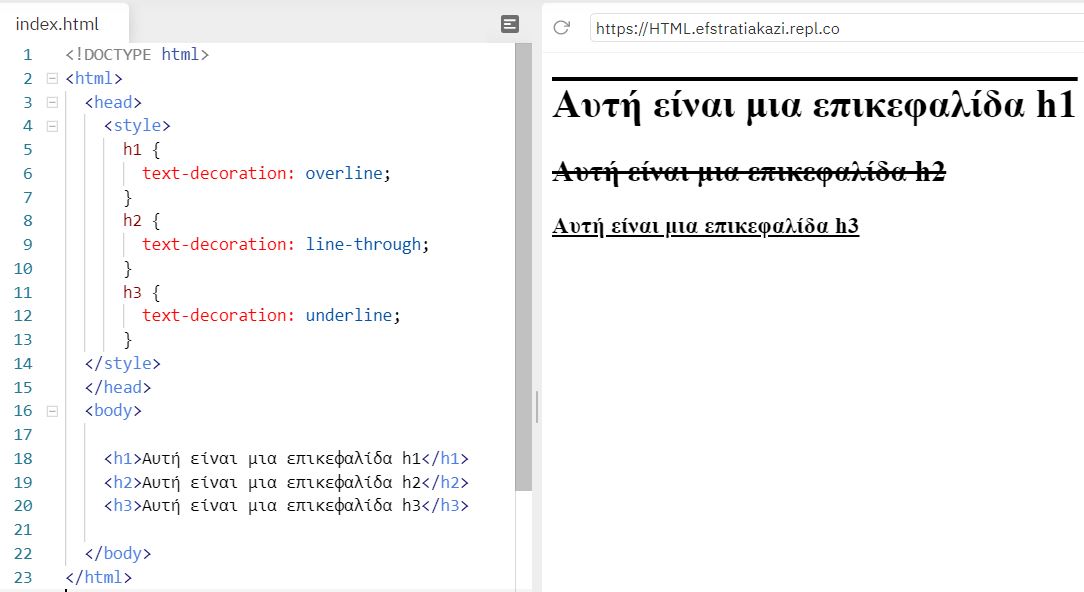 index.html
1 <!DOCTYPE html>
2 <html>
3 <head>
4 <style>
5 h1 {
6 text-decoration: overline;
7 }
8 h2 {
9 text-decoration: line-through;
10 }
11 h3 {
12 text-decoration: underline;
13 }
14 </style>
15 </head>
16 <body>
17
18 <h1>Αυτή είναι μια επικεφαλίδα h1</h1>
19 <h2>Αυτή είναι μια επικεφαλίδα h2</h2>
20 <h3>Αυτή είναι μια επικεφαλίδα h3</h3>
21
22 </body>
23 </html>
https://HTML.efstratiakazi.repl.co
Αυτή είναι μια επικεφαλίδα h1
Αυτή είναι μια επικεφαλίδα h2
Αυτή είναι μια επικεφαλίδα h3